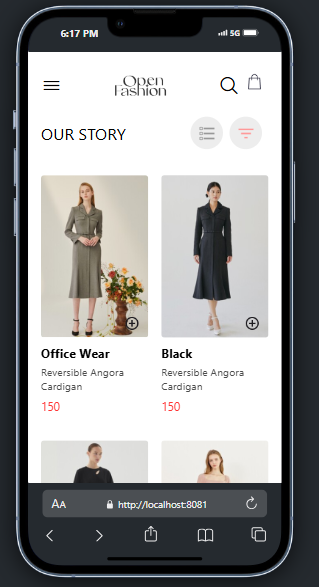 6:17 PM 5G
Open
Fashion
OUR STORY
Office Wear
Reversible Angora
Cardigan
150
Black
Reversible Angora
Cardigan
150
AA http://localhost:8081